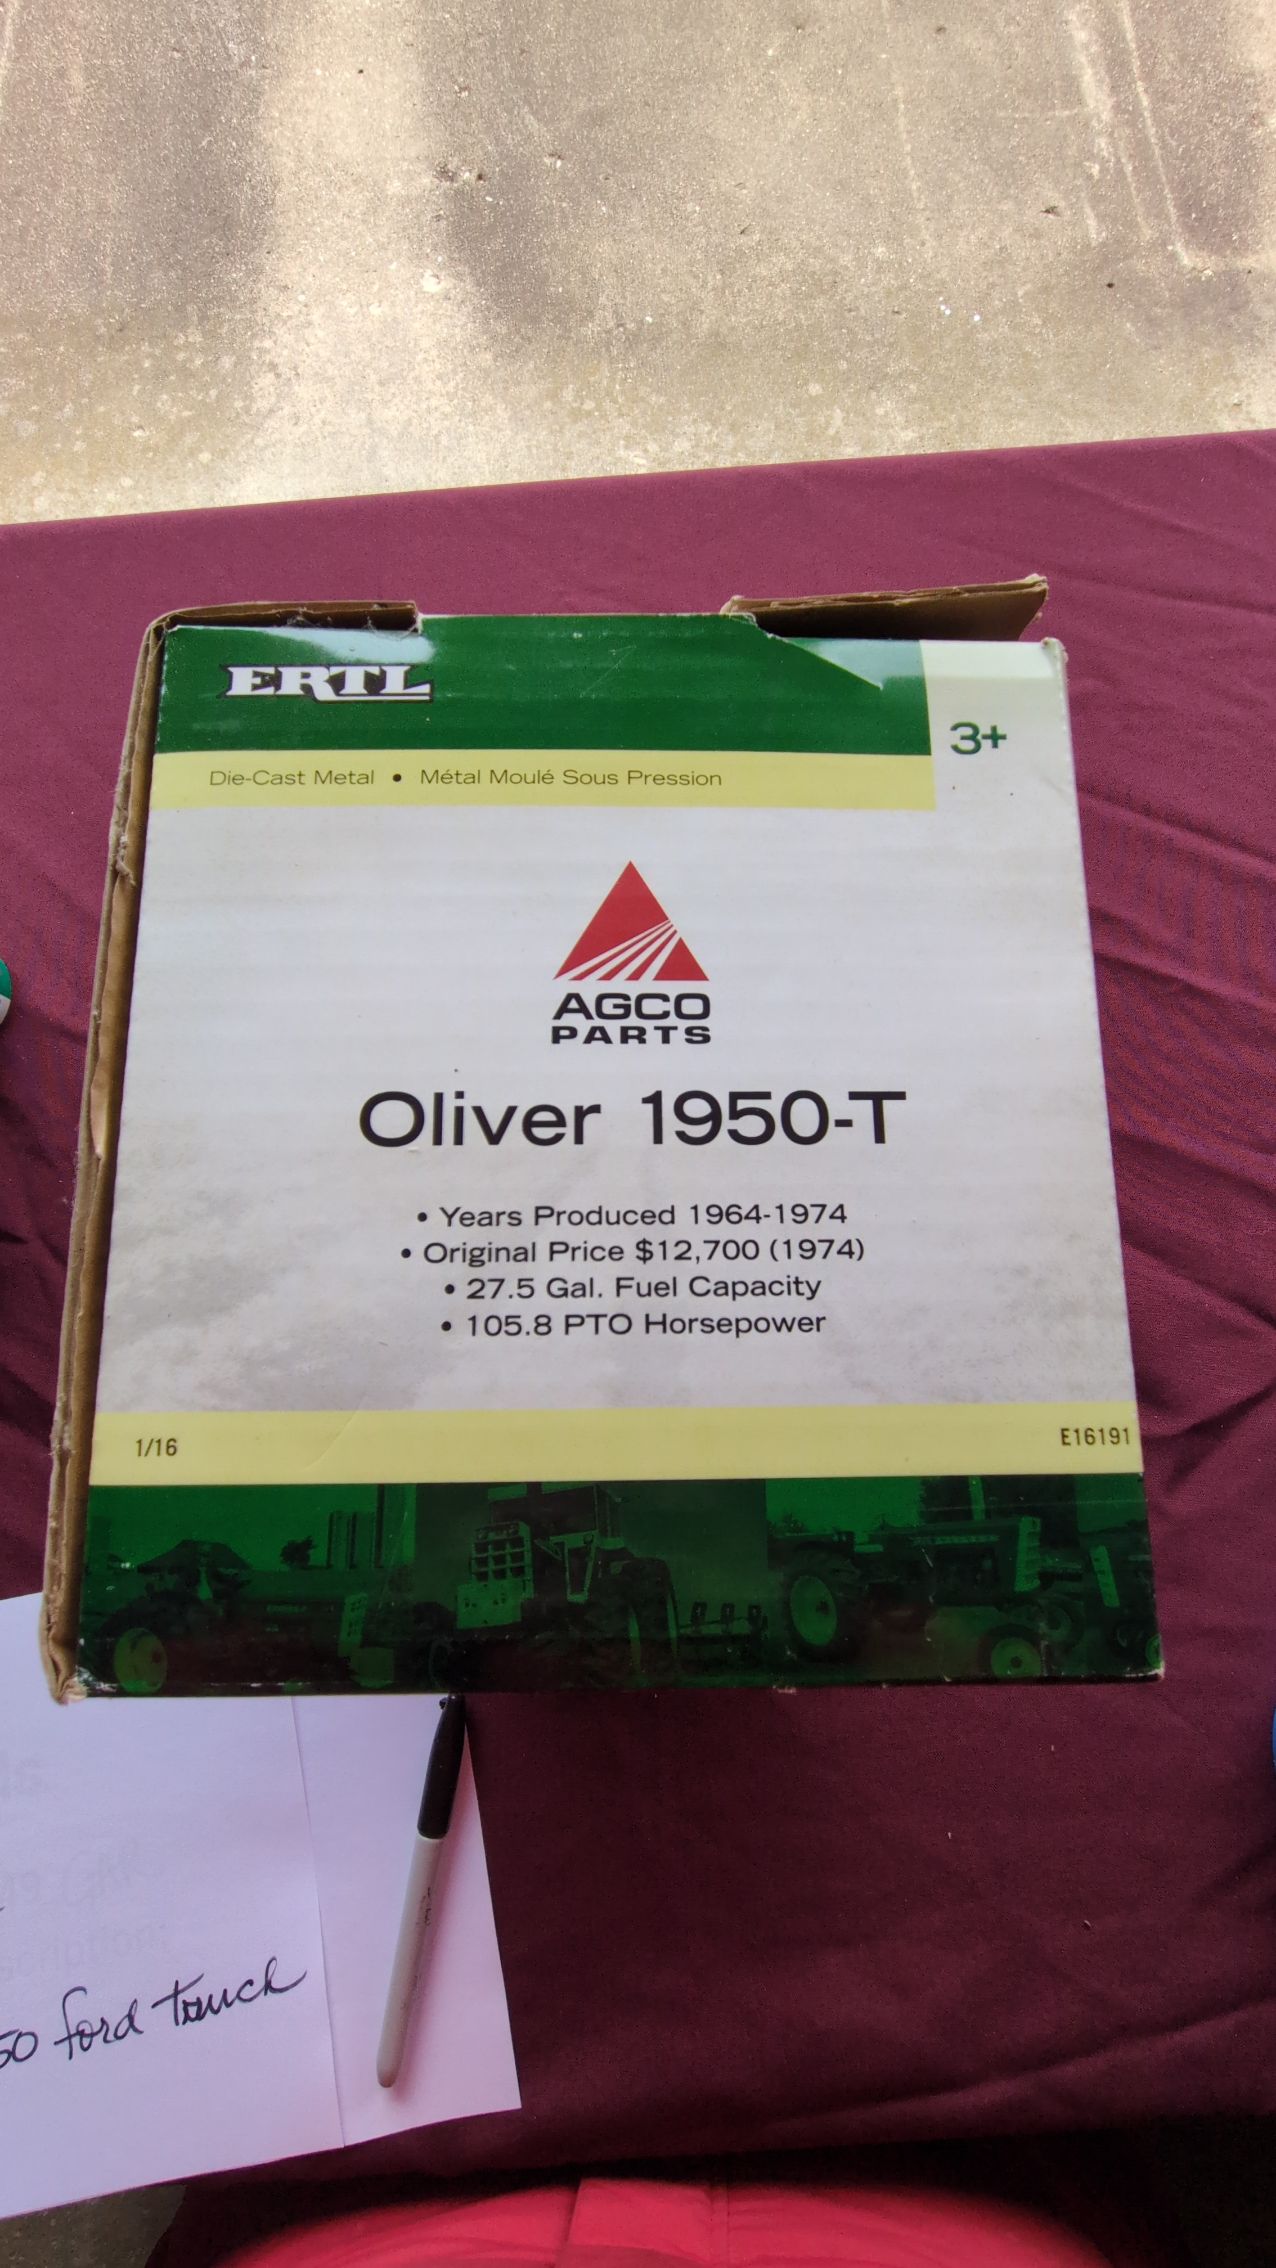 ERTL
3+
Die-Cast Metal • Métal Moulé Sous Pression
AGCO
PARTS
Oliver 1950-T
• Years Produced 1964-1974
• Original Price $12,700 (1974)
• 27.5 Gal. Fuel Capacity
• 105.8 PTO Horsepower
1/16
E16191
50 ford truck